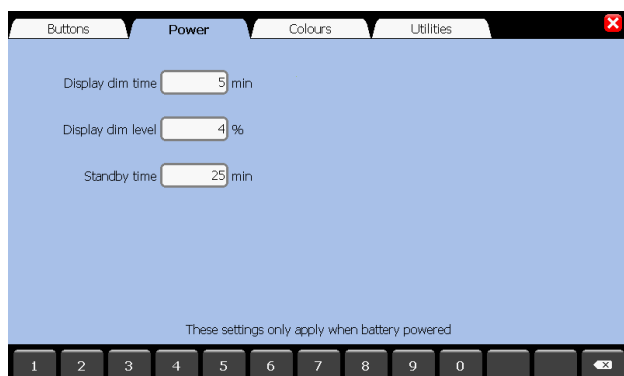 Buttons Power Colours Utilities
Display dim time 5 min
Display dim level 4 %
Standby time 25 min
These settings only apply when battery powered
1 2 3 4 5 6 7 8 9 0